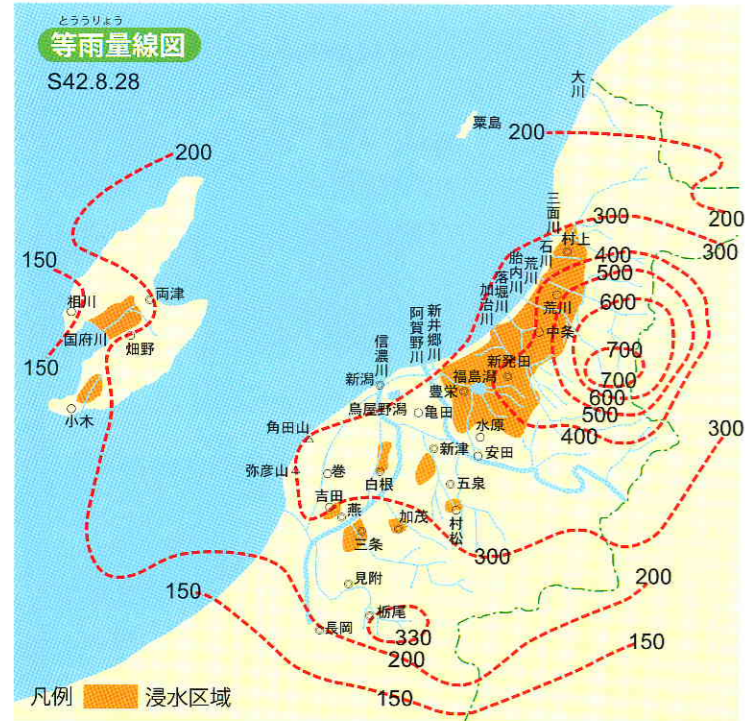 とううりょう
等雨量線図
S42.8.28
大川
粟島
200
200
三面川
300
200
300
村上
石川
胎内川
荒川
落堀川
加治川
400
500
600
荒川
中条
700
700
600
500
400
150
相川
両津
国府川
畑野
150
小木
新井郷川
阿賀野川
信濃川
新潟
新発田
福島潟
豊栄
鳥屋野潟
亀田
水原
角田山
新津
安田
300
弥彦山
巻
白根
五泉
吉田
燕
加茂
村松
三条
300
見附
150
200
栃尾
長岡
330
200
150
150
凡例
浸水区域